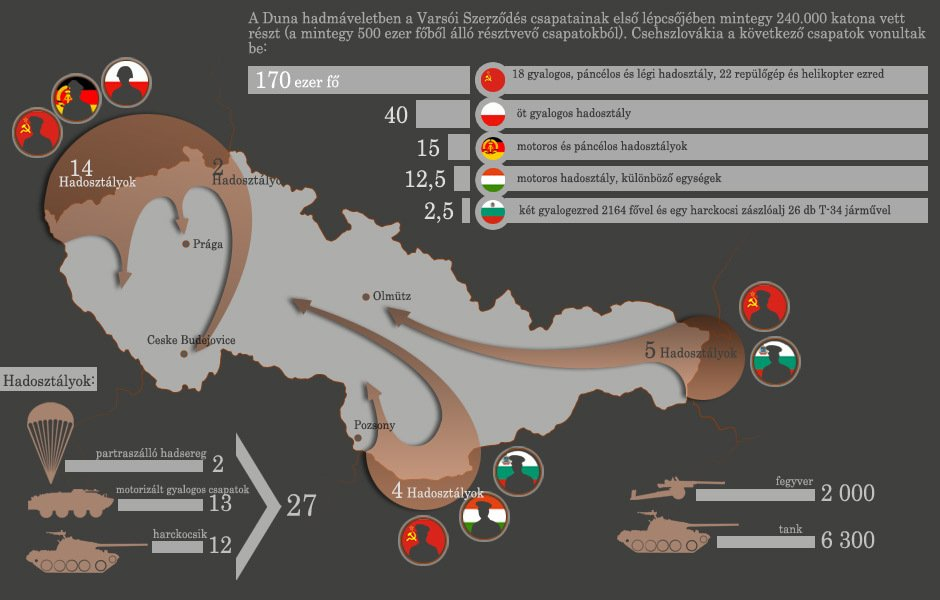 A Duna hadmáveletben a Varsói Szerződés csapatainak első lépcsőjében mintegy 240.000 katona vett
részt (a mintegy 500 ezer főből álló résztvevő csapatokból). Csehszlovákia a következő csapatok vonultak
be:
170 ezer fő
18 gyalogos, páncélos és légi hadosztály, 22 repülőgép és helikopter ezred
40
öt gyalogos hadosztály
15
motoros és páncélos hadosztályok
12,5
motoros hadosztály, különböző egységek
2,5
két gyalogezred 2164 fővel és egy harckocsi zászlóalj 26 db T-34 járművel
14
Hadosztályok
2
Hadosztályok
Prága
Olmütz
Ceske Budejovice
5 Hadosztályok
Pozsony
4 Hadosztályok
Hadosztályok:
partraszálló hadsereg 2
motorizált gyalogos csapatok 13
harckocsik 12
27
fegyver 2 000
tank 6 300